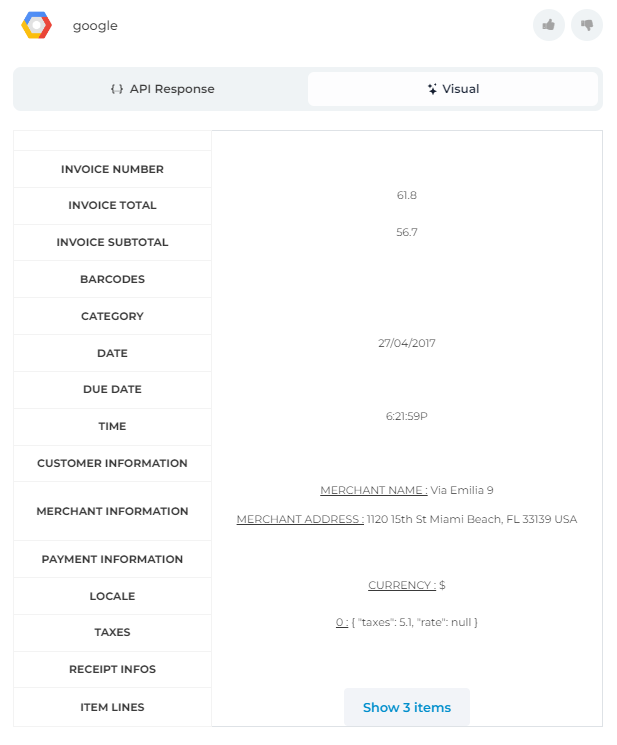 google
{..} API Response
Visual
INVOICE NUMBER
INVOICE TOTAL 61.8
INVOICE SUBTOTAL 56.7
BARCODES
CATEGORY
DATE 27/04/2017
DUE DATE
TIME 6:21:59P
CUSTOMER INFORMATION
MERCHANT INFORMATION
MERCHANT NAME : Via Emilia 9
MERCHANT ADDRESS : 1120 15th St Miami Beach, FL 33139 USA
PAYMENT INFORMATION
LOCALE CURRENCY : $
TAXES 0 : { "taxes": 5.1, "rate": null }
RECEIPT INFOS
ITEM LINES Show 3 items